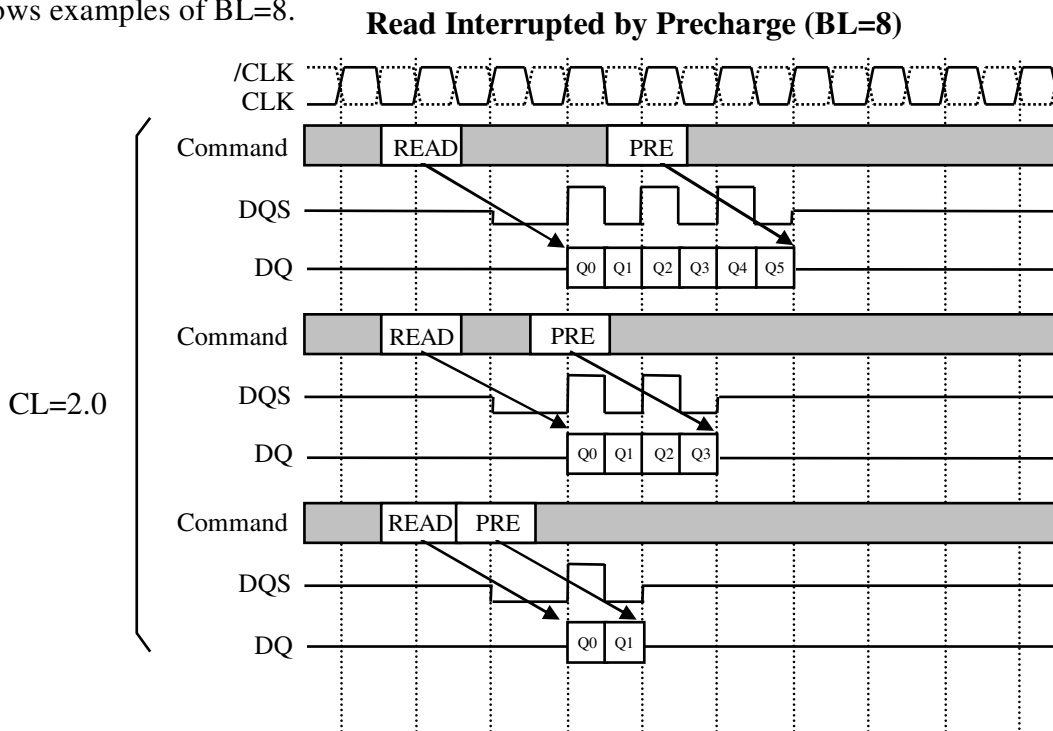 ows examples of BL=8.
Read Interrupted by Precharge (BL=8)
/CLK
CLK
Command READ PRE
DQS
DQ Q0 Q1 Q2 Q3 Q4 Q5
Command READ PRE
CL=2.0
DQS
DQ Q0 Q1 Q2 Q3
Command READ PRE
DQS
DQ Q0 Q1